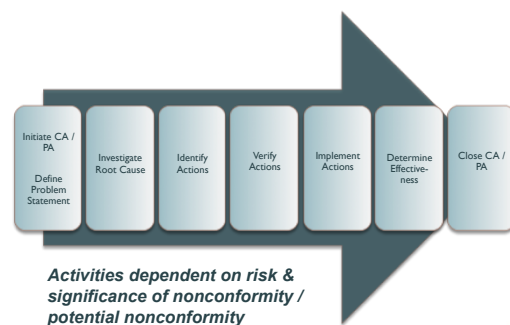 Initiate CA /
PA
Define
Problem
Statement
Investigate
Root Cause
Identify
Actions
Verify
Actions
Implement
Actions
Determine
Effective-
ness
Close CA /
PA
Activities dependent on risk &
significance of nonconformity /
potential nonconformity